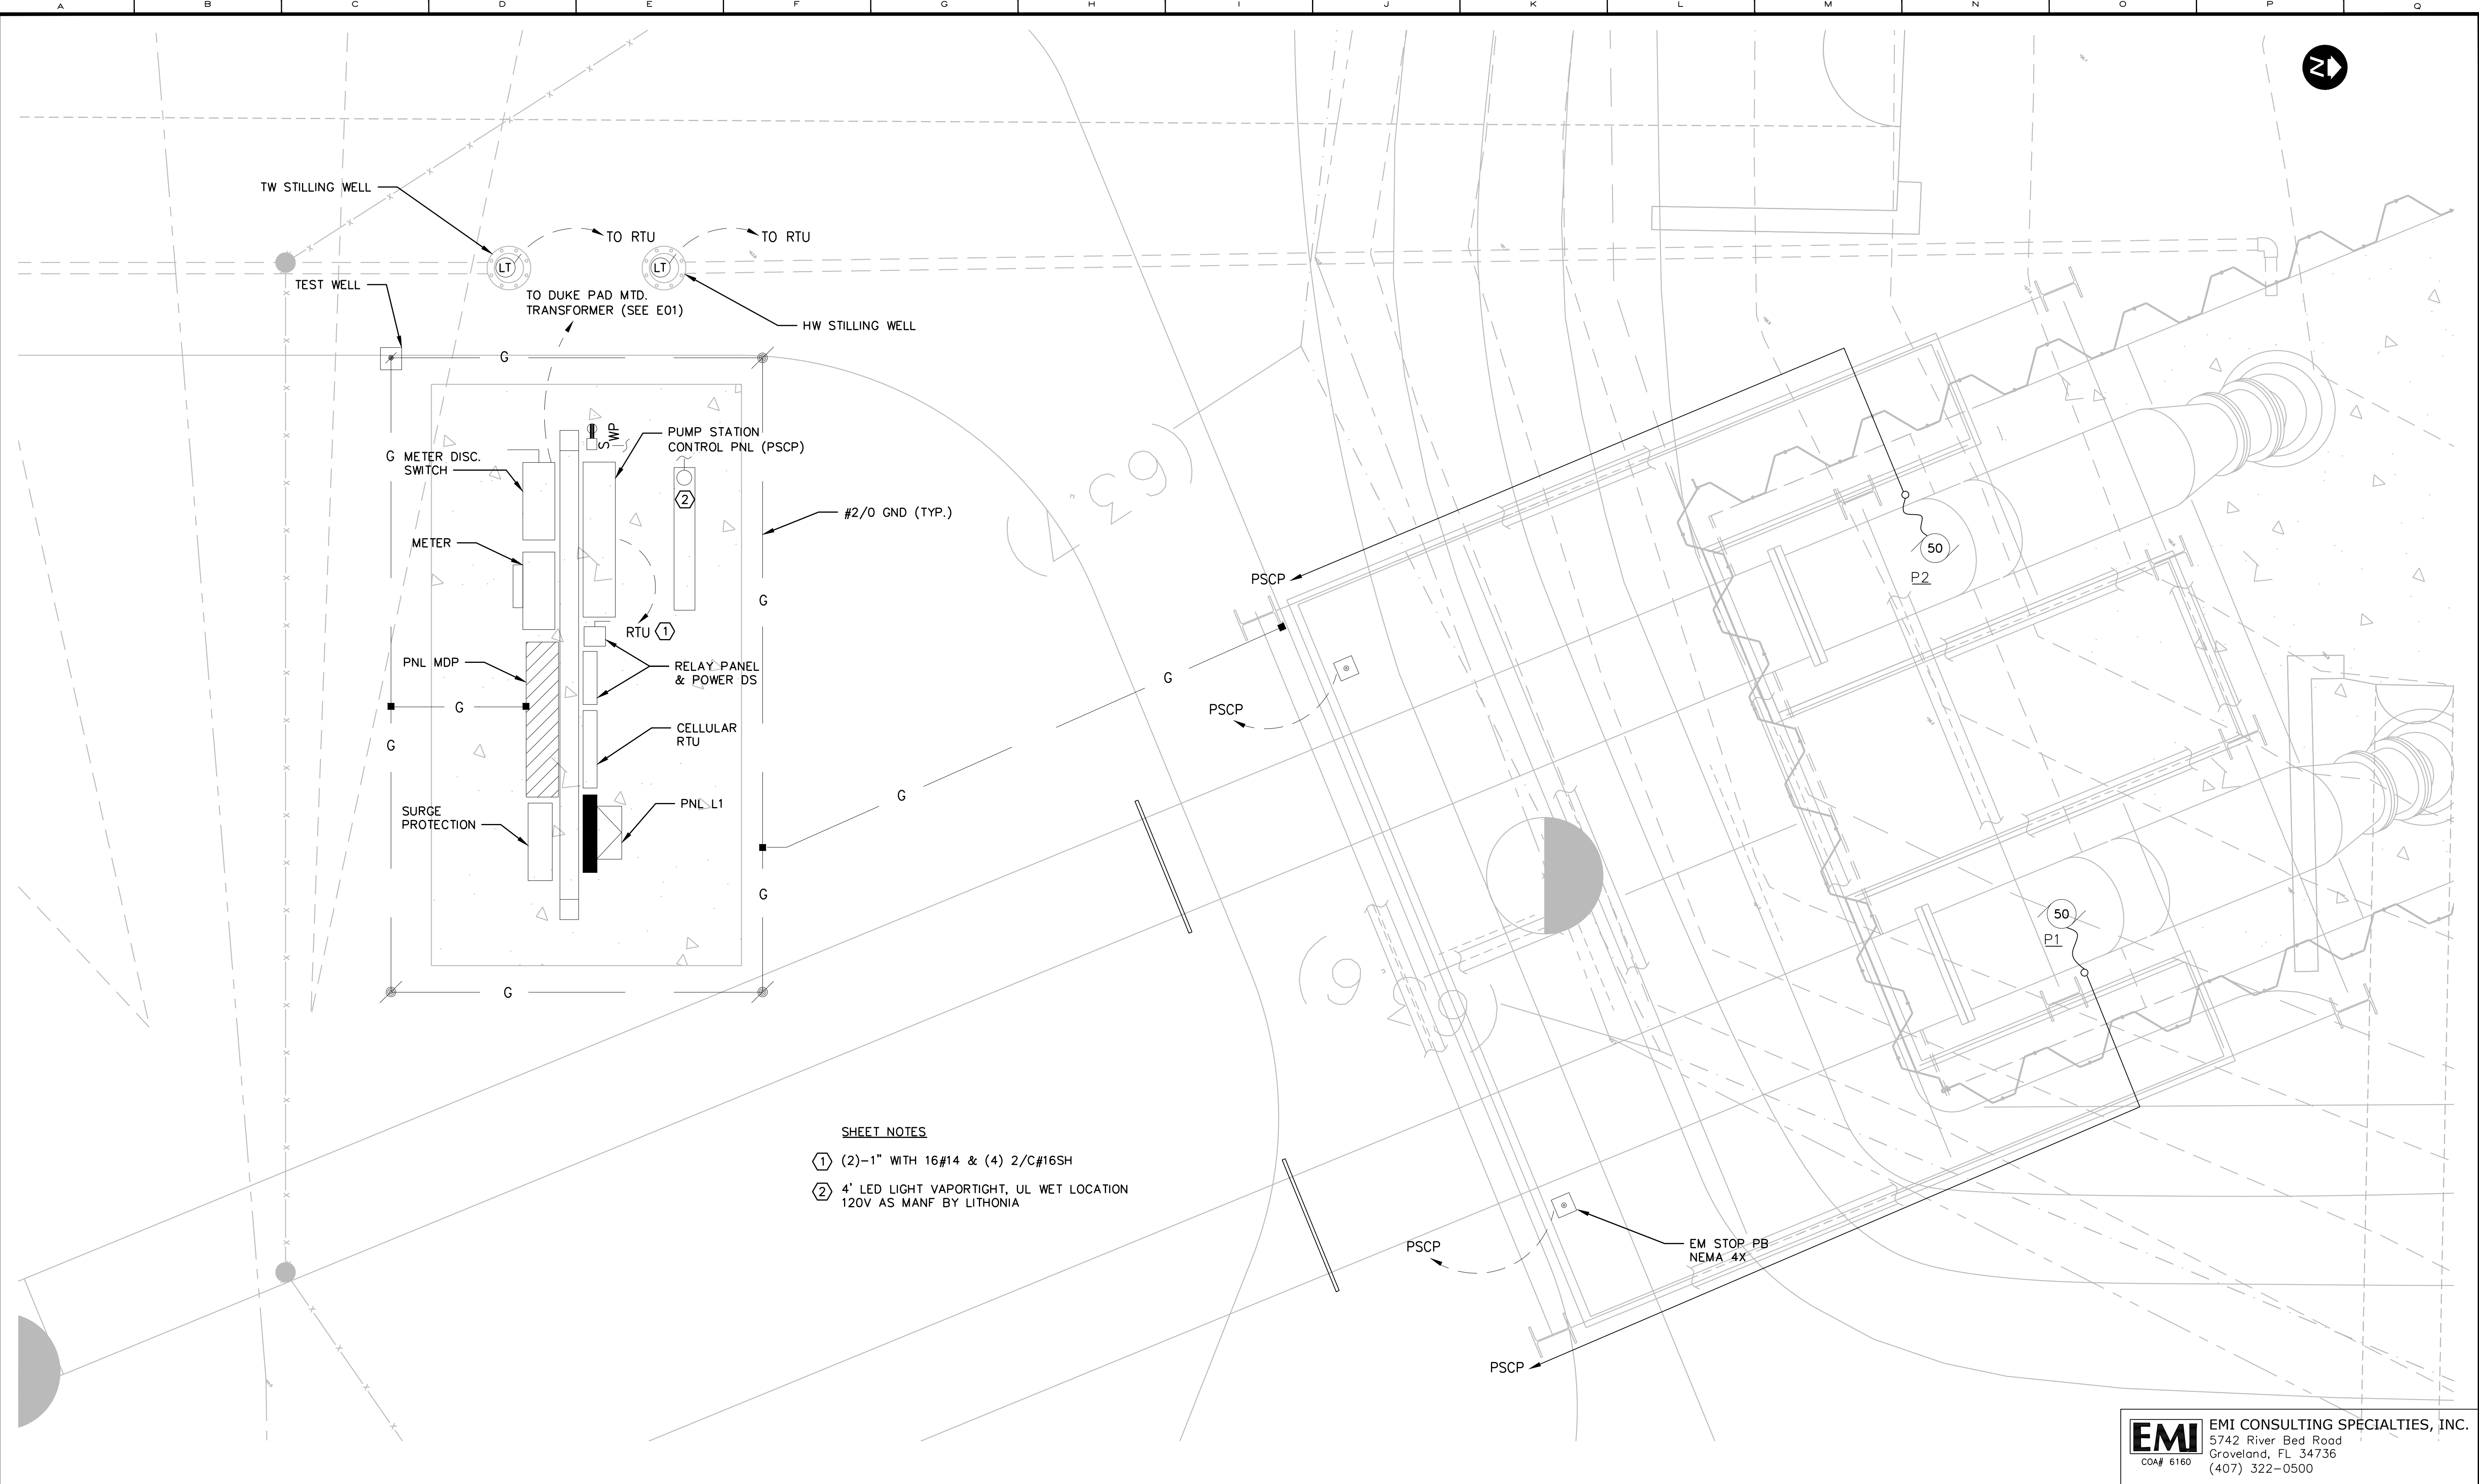 A B C D E F G H I J K L M N O P Q
N
TW STILLING WELL
TO RTU
TO RTU
LT
LT
TEST WELL
TO DUKE PAD MTD.
TRANSFORMER (SEE E01)
HW STILLING WELL
G
S
WP
PUMP STATION
CONTROL PNL (PSCP)
G
METER DISC.
SWITCH
2
#2/0 GND (TYP.)
METER
50
P2
PSCP
G
RTU
1
PNL MDP
RELAY PANEL
& POWER DS
G
G
PSCP
CELLULAR
RTU
G
G
PNL L1
SURGE
PROTECTION
G
50
P1
G
SHEET NOTES
1 (2)-1" WITH 16#14 & (4) 2/C#16SH
2 4' LED LIGHT VAPORTIGHT, UL WET LOCATION
120V AS MANF BY LITHONIA
PSCP
EM STOP PB
NEMA 4X
PSCP
EMI
COA# 6160
EMI CONSULTING SPECIALTIES, INC.
5742 River Bed Road
Groveland, FL 34736
(407) 322-0500